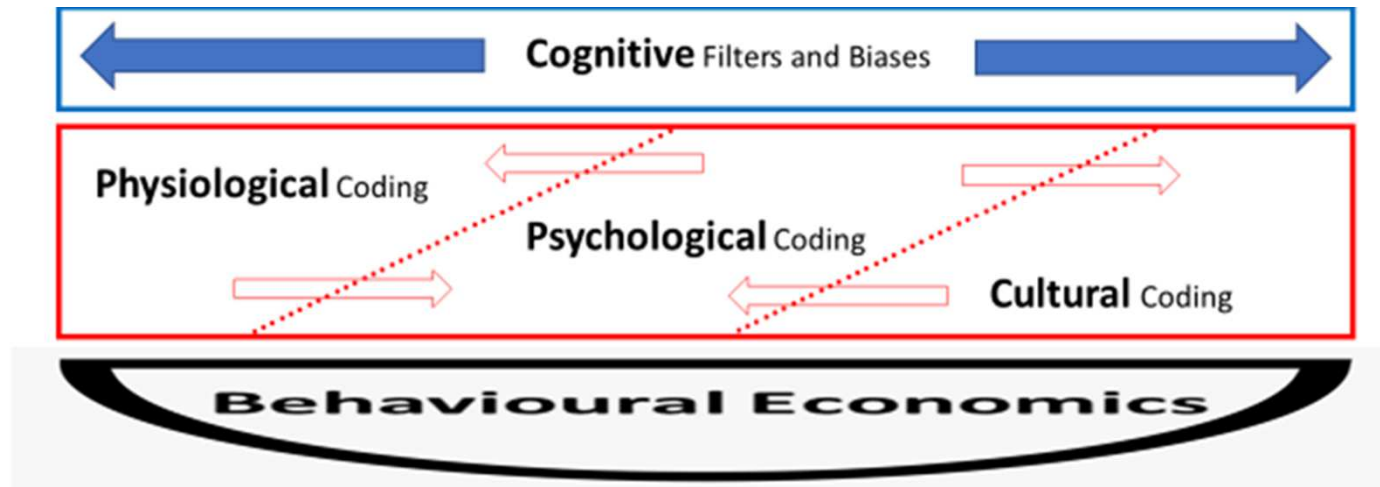 Cognitive Filters and Biases
Physiological Coding
Psychological Coding
Cultural Coding
Behavioural Economics